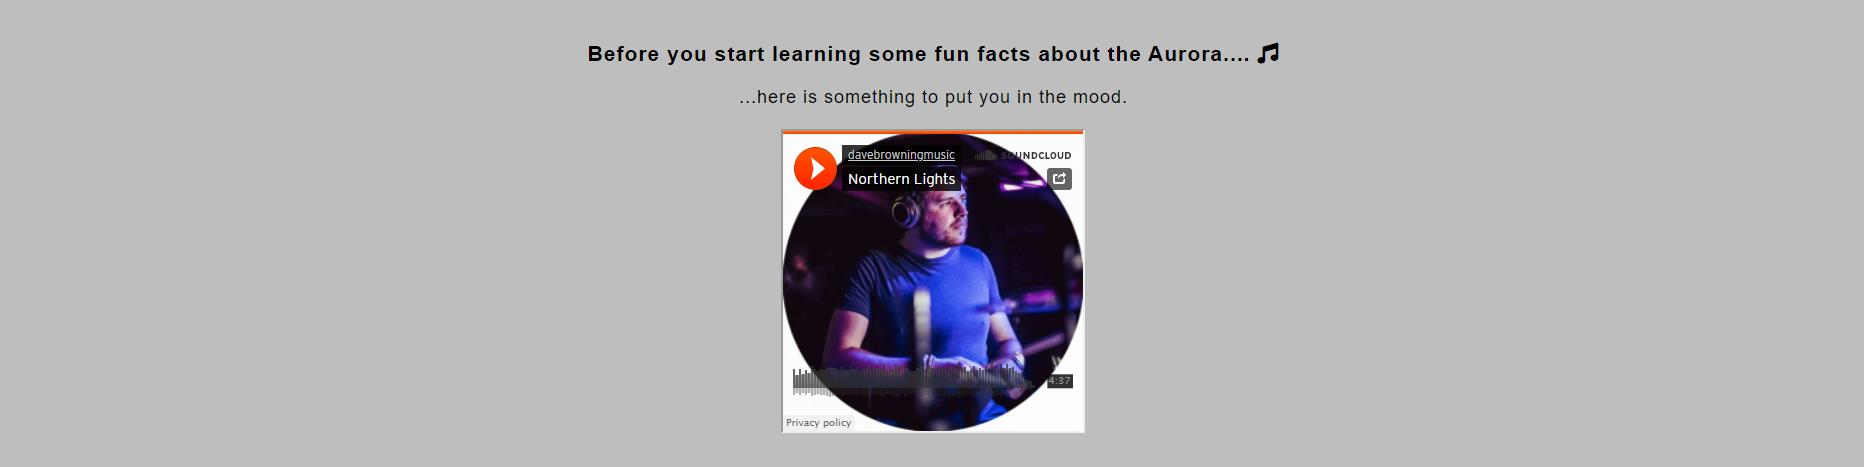 Before you start learning some fun facts about the Aurora....
...here is something to put you in the mood.
davebrowningmusic
SOUNDCLOUD
Northern Lights
4:37
Privacy policy